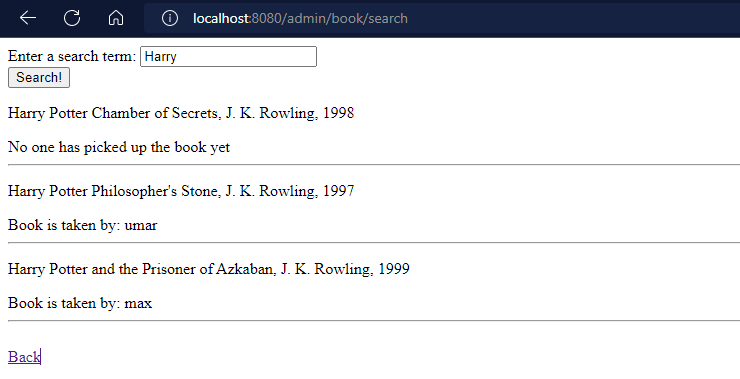 localhost:8080/admin/book/search
Enter a search term: Harry
Search!
Harry Potter Chamber of Secrets, J. K. Rowling, 1998
No one has picked up the book yet
Harry Potter Philosopher's Stone, J. K. Rowling, 1997
Book is taken by: umar
Harry Potter and the Prisoner of Azkaban, J. K. Rowling, 1999
Book is taken by: max
Back